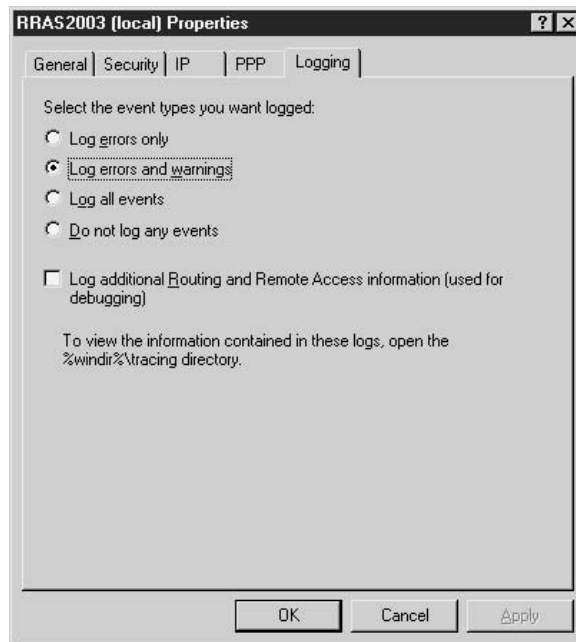 RRAS2003 (local) Properties
General Security IP PPP Logging
Select the event types you want logged:
Log errors only
Log errors and warnings
Log all events
Do not log any events
Log additional Routing and Remote Access information (used for
debugging)
To view the information contained in these logs, open the
%windir%\tracing directory.
OK Cancel Apply